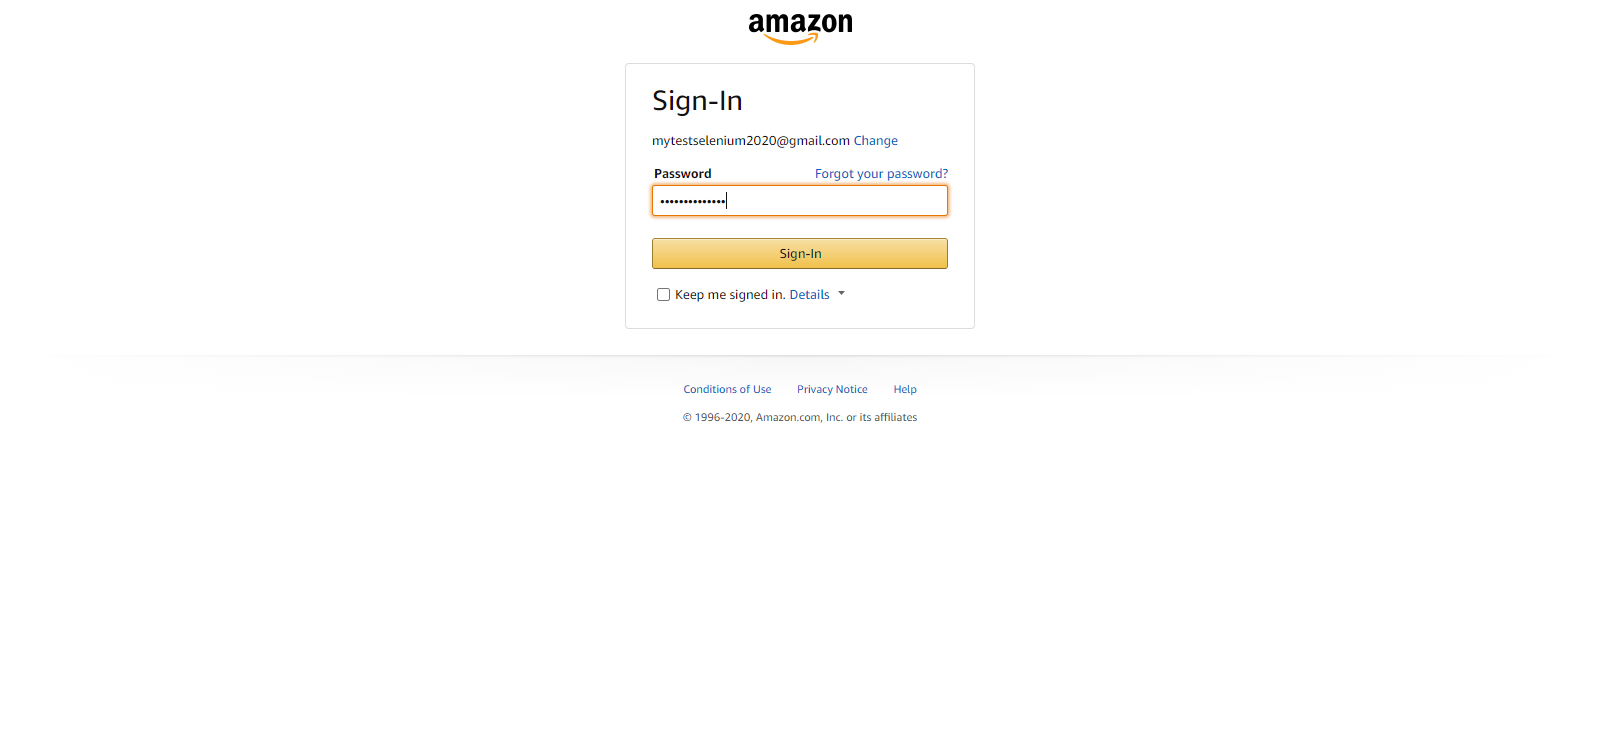 amazon
Sign-In
mytestselenium2020@gmail.com Change
Password Forgot your password?
••••••••••••••
Sign-In
Keep me signed in. Details
Conditions of Use Privacy Notice Help
© 1996-2020, Amazon.com, Inc. or its affiliates